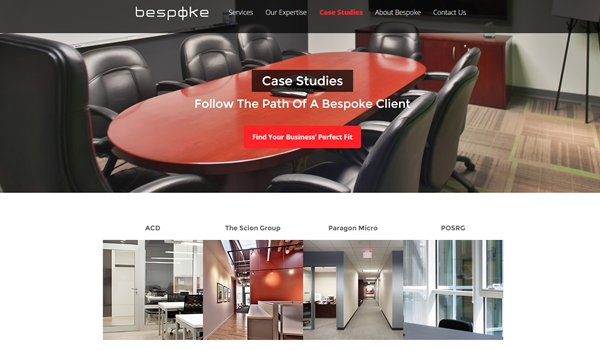 bespoke
Services Our Expertise Case Studies About Bespoke Contact Us
Case Studies
Follow The Path Of A Bespoke Client
Find Your Business' Perfect Fit
ACD The Scion Group Paragon Micro POSRG